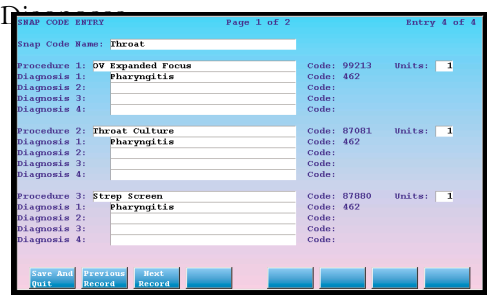 Diagnoses
SNAP CODE ENTRY Page 1 of 2 Entry 4 of 4
Snap Code Name: Throat
Procedure 1: OV Expanded Focus Code: 99213 Units: 1
Diagnosis 1: Pharyngitis Code: 462
Diagnosis 2: Code:
Diagnosis 3: Code:
Diagnosis 4: Code:
Procedure 2: Throat Culture Code: 87081 Units: 1
Diagnosis 1: Pharyngitis Code: 462
Diagnosis 2: Code:
Diagnosis 3: Code:
Diagnosis 4: Code:
Procedure 3: Strep Screen Code: 87880 Units: 1
Diagnosis 1: Pharyngitis Code: 462
Diagnosis 2: Code:
Diagnosis 3: Code:
Diagnosis 4: Code:
Save And Quit Previous Record Next Record